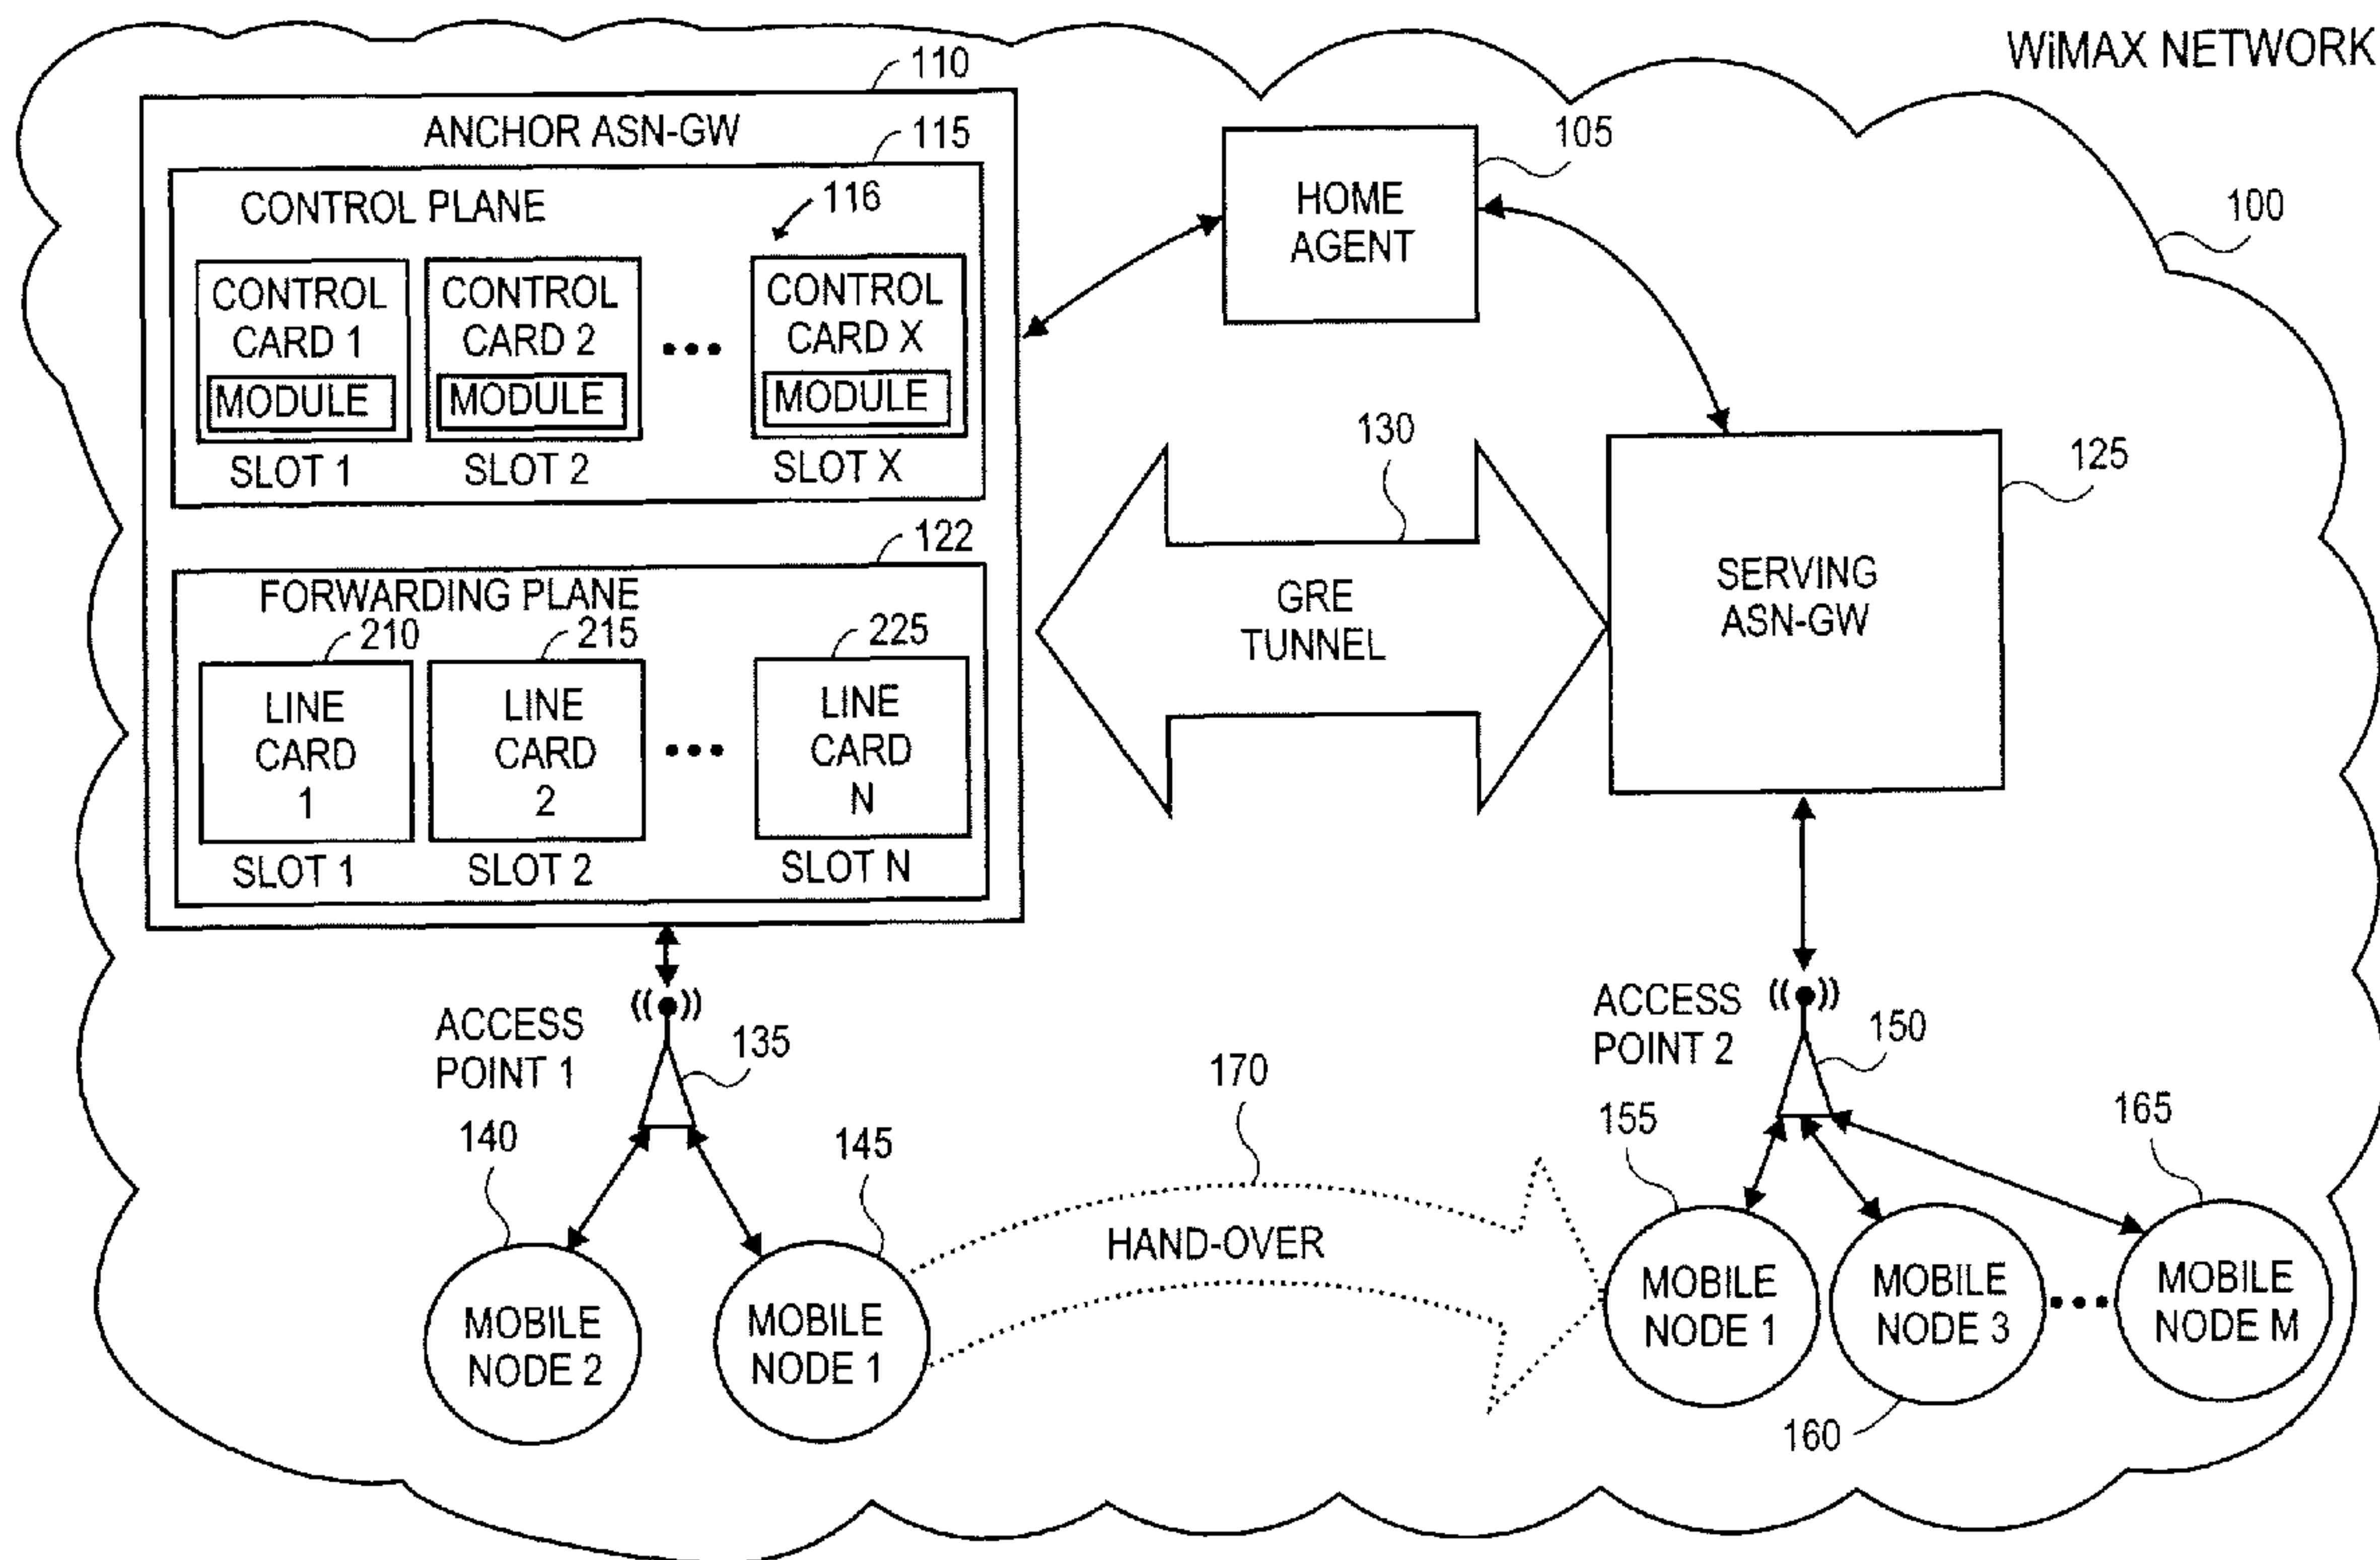 WiMAX NETWORK
110
ANCHOR ASN-GW
115
CONTROL PLANE
116
CONTROL
CARD 1
MODULE
SLOT 1
CONTROL
CARD 2
MODULE
SLOT 2
•••
CONTROL
CARD X
MODULE
SLOT X
122
FORWARDING PLANE
210
LINE
CARD
1
SLOT 1
215
LINE
CARD
2
SLOT 2
•••
225
LINE
CARD
N
SLOT N
105
HOME
AGENT
100
130
GRE
TUNNEL
125
SERVING
ASN-GW
ACCESS
POINT 1
135
140
MOBILE
NODE 2
145
MOBILE
NODE 1
170
HAND-OVER
ACCESS
POINT 2
150
155
MOBILE
NODE 1
MOBILE
NODE 3
160
•••
165
MOBILE
NODE M